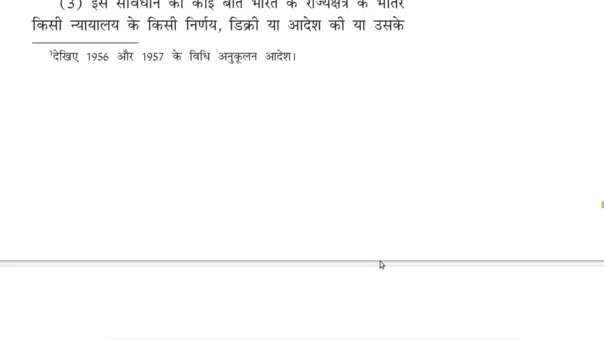 (3) इस संविधान की कोई बात भारत के राज्यक्षेत्र के भीतर
किसी न्यायालय के किसी निर्णय, डिक्री या आदेश की या उसके
¹देखिए 1956 और 1957 के विधि अनुकूलन आदेश।